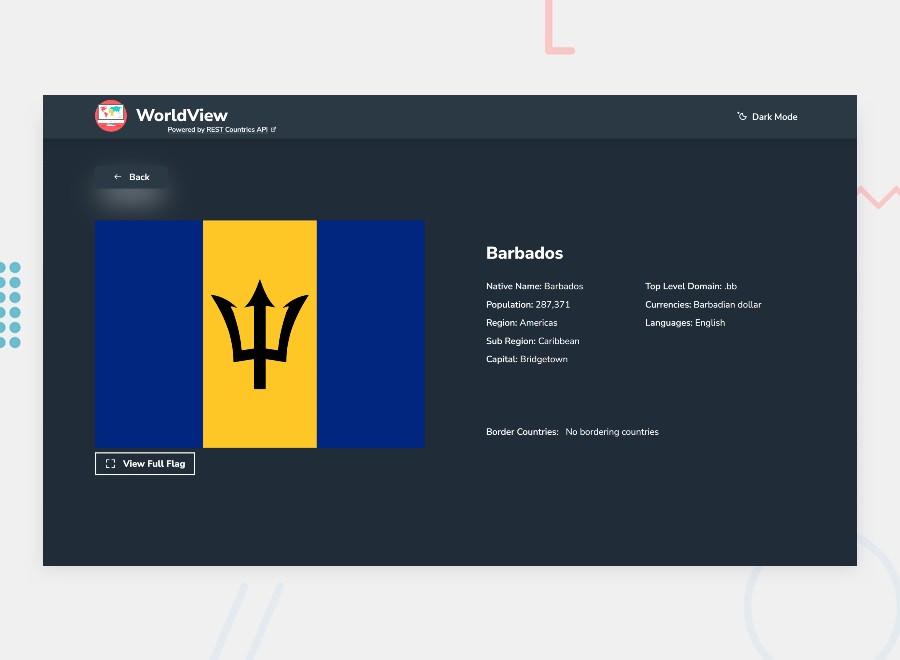 WorldView
Powered by REST Countries API
Dark Mode
Back
Barbados
Native Name: Barbados
Population: 287,371
Region: Americas
Sub Region: Caribbean
Capital: Bridgetown
Top Level Domain: .bb
Currencies: Barbadian dollar
Languages: English
Border Countries: No bordering countries
View Full Flag